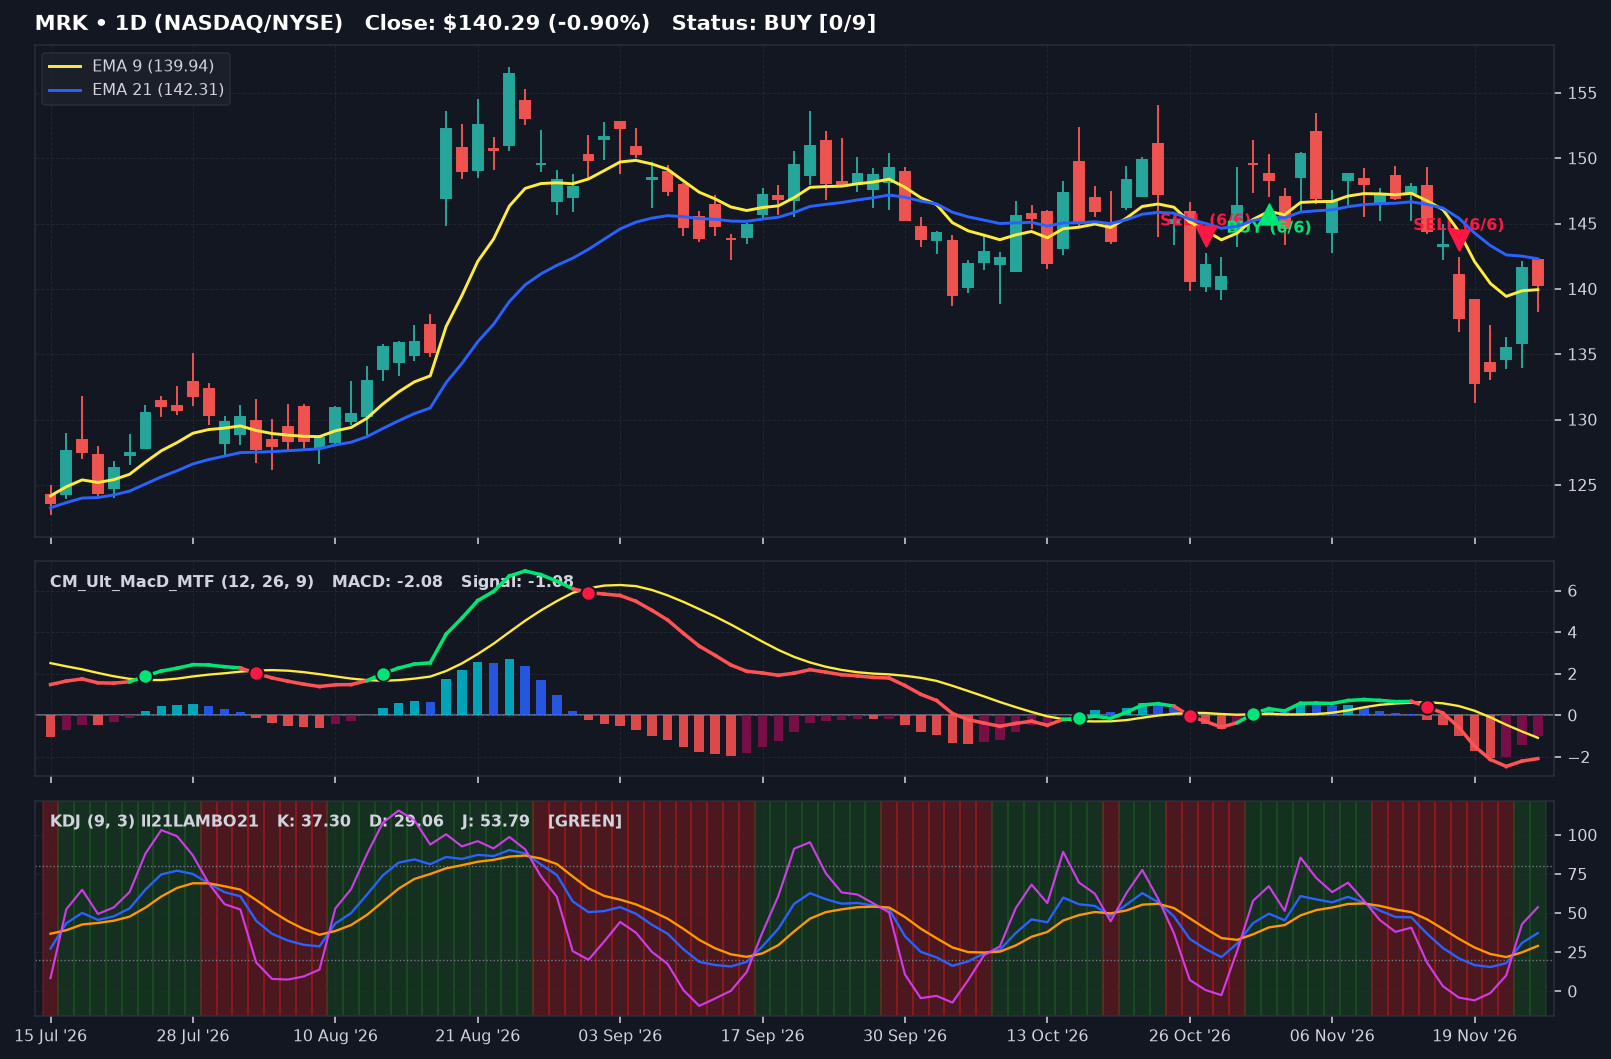 MRK • 1D (NASDAQ/NYSE)   Close: $140.29 (-0.90%)   Status: BUY [0/9]
EMA 9 (139.94)
EMA 21 (142.31)
155
150
145
140
135
130
125
SELL (6/6)
BUY (6/6)
SELL (6/6)
CM_Ult_MacD_MTF (12, 26, 9)   MACD: -2.08   Signal: -1.08
6
4
2
0
−2
KDJ (9, 3) II21LAMBO21   K: 37.30   D: 29.06   J: 53.79   [GREEN]
100
75
50
25
0
15 Jul '26
28 Jul '26
10 Aug '26
21 Aug '26
03 Sep '26
17 Sep '26
30 Sep '26
13 Oct '26
26 Oct '26
06 Nov '26
19 Nov '26